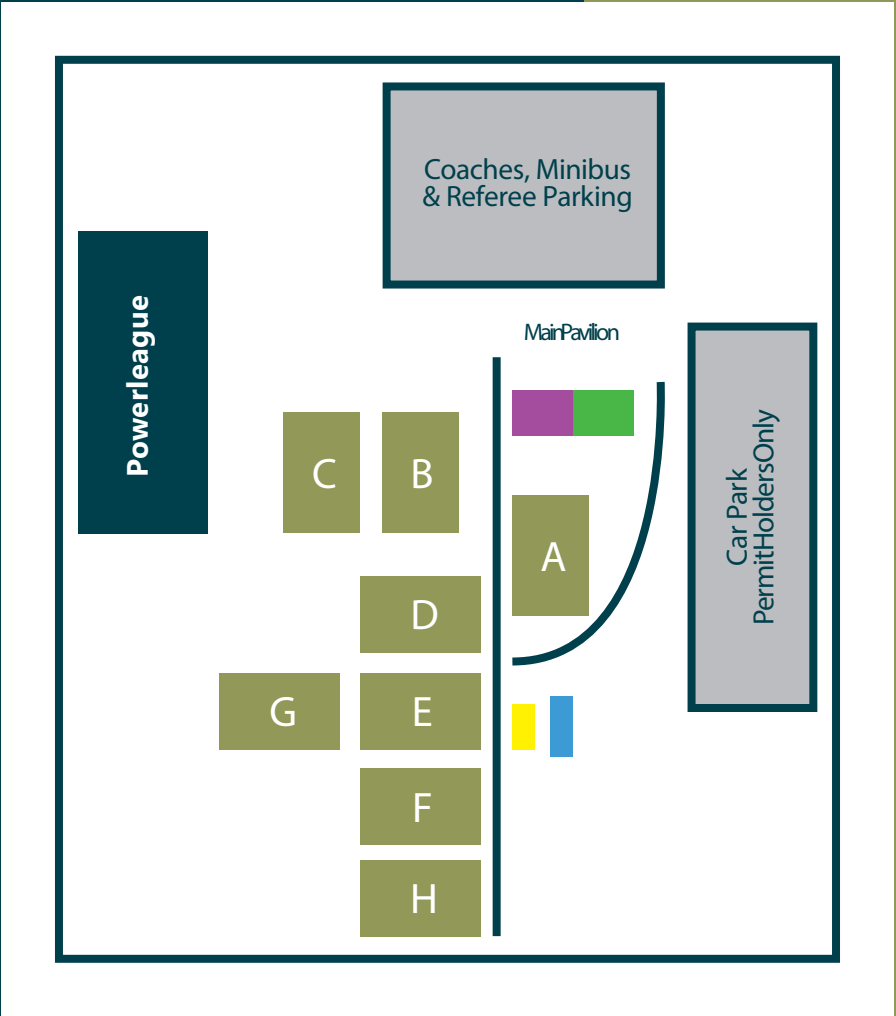 Coaches, Minibus
& Referee Parking
Powerleague
MainPavilion
Car Park
PermitHoldersOnly
C
B
A
D
G
E
F
H